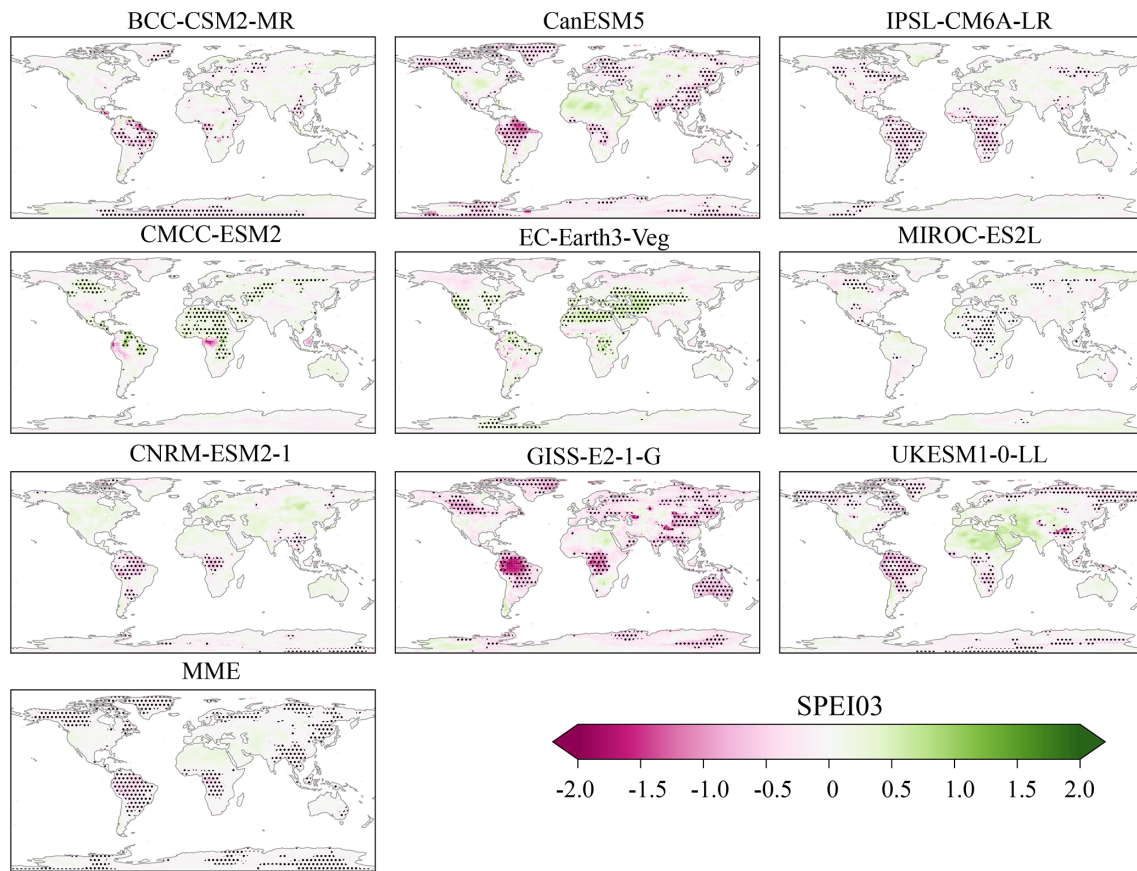 BCC-CSM2-MR
CanESM5
IPSL-CM6A-LR
CMCC-ESM2
EC-Earth3-Veg
MIROC-ES2L
CNRM-ESM2-1
GISS-E2-1-G
UKESM1-0-LL
MME
SPEI03
-2.0 -1.5 -1.0 -0.5 0 0.5 1.0 1.5 2.0